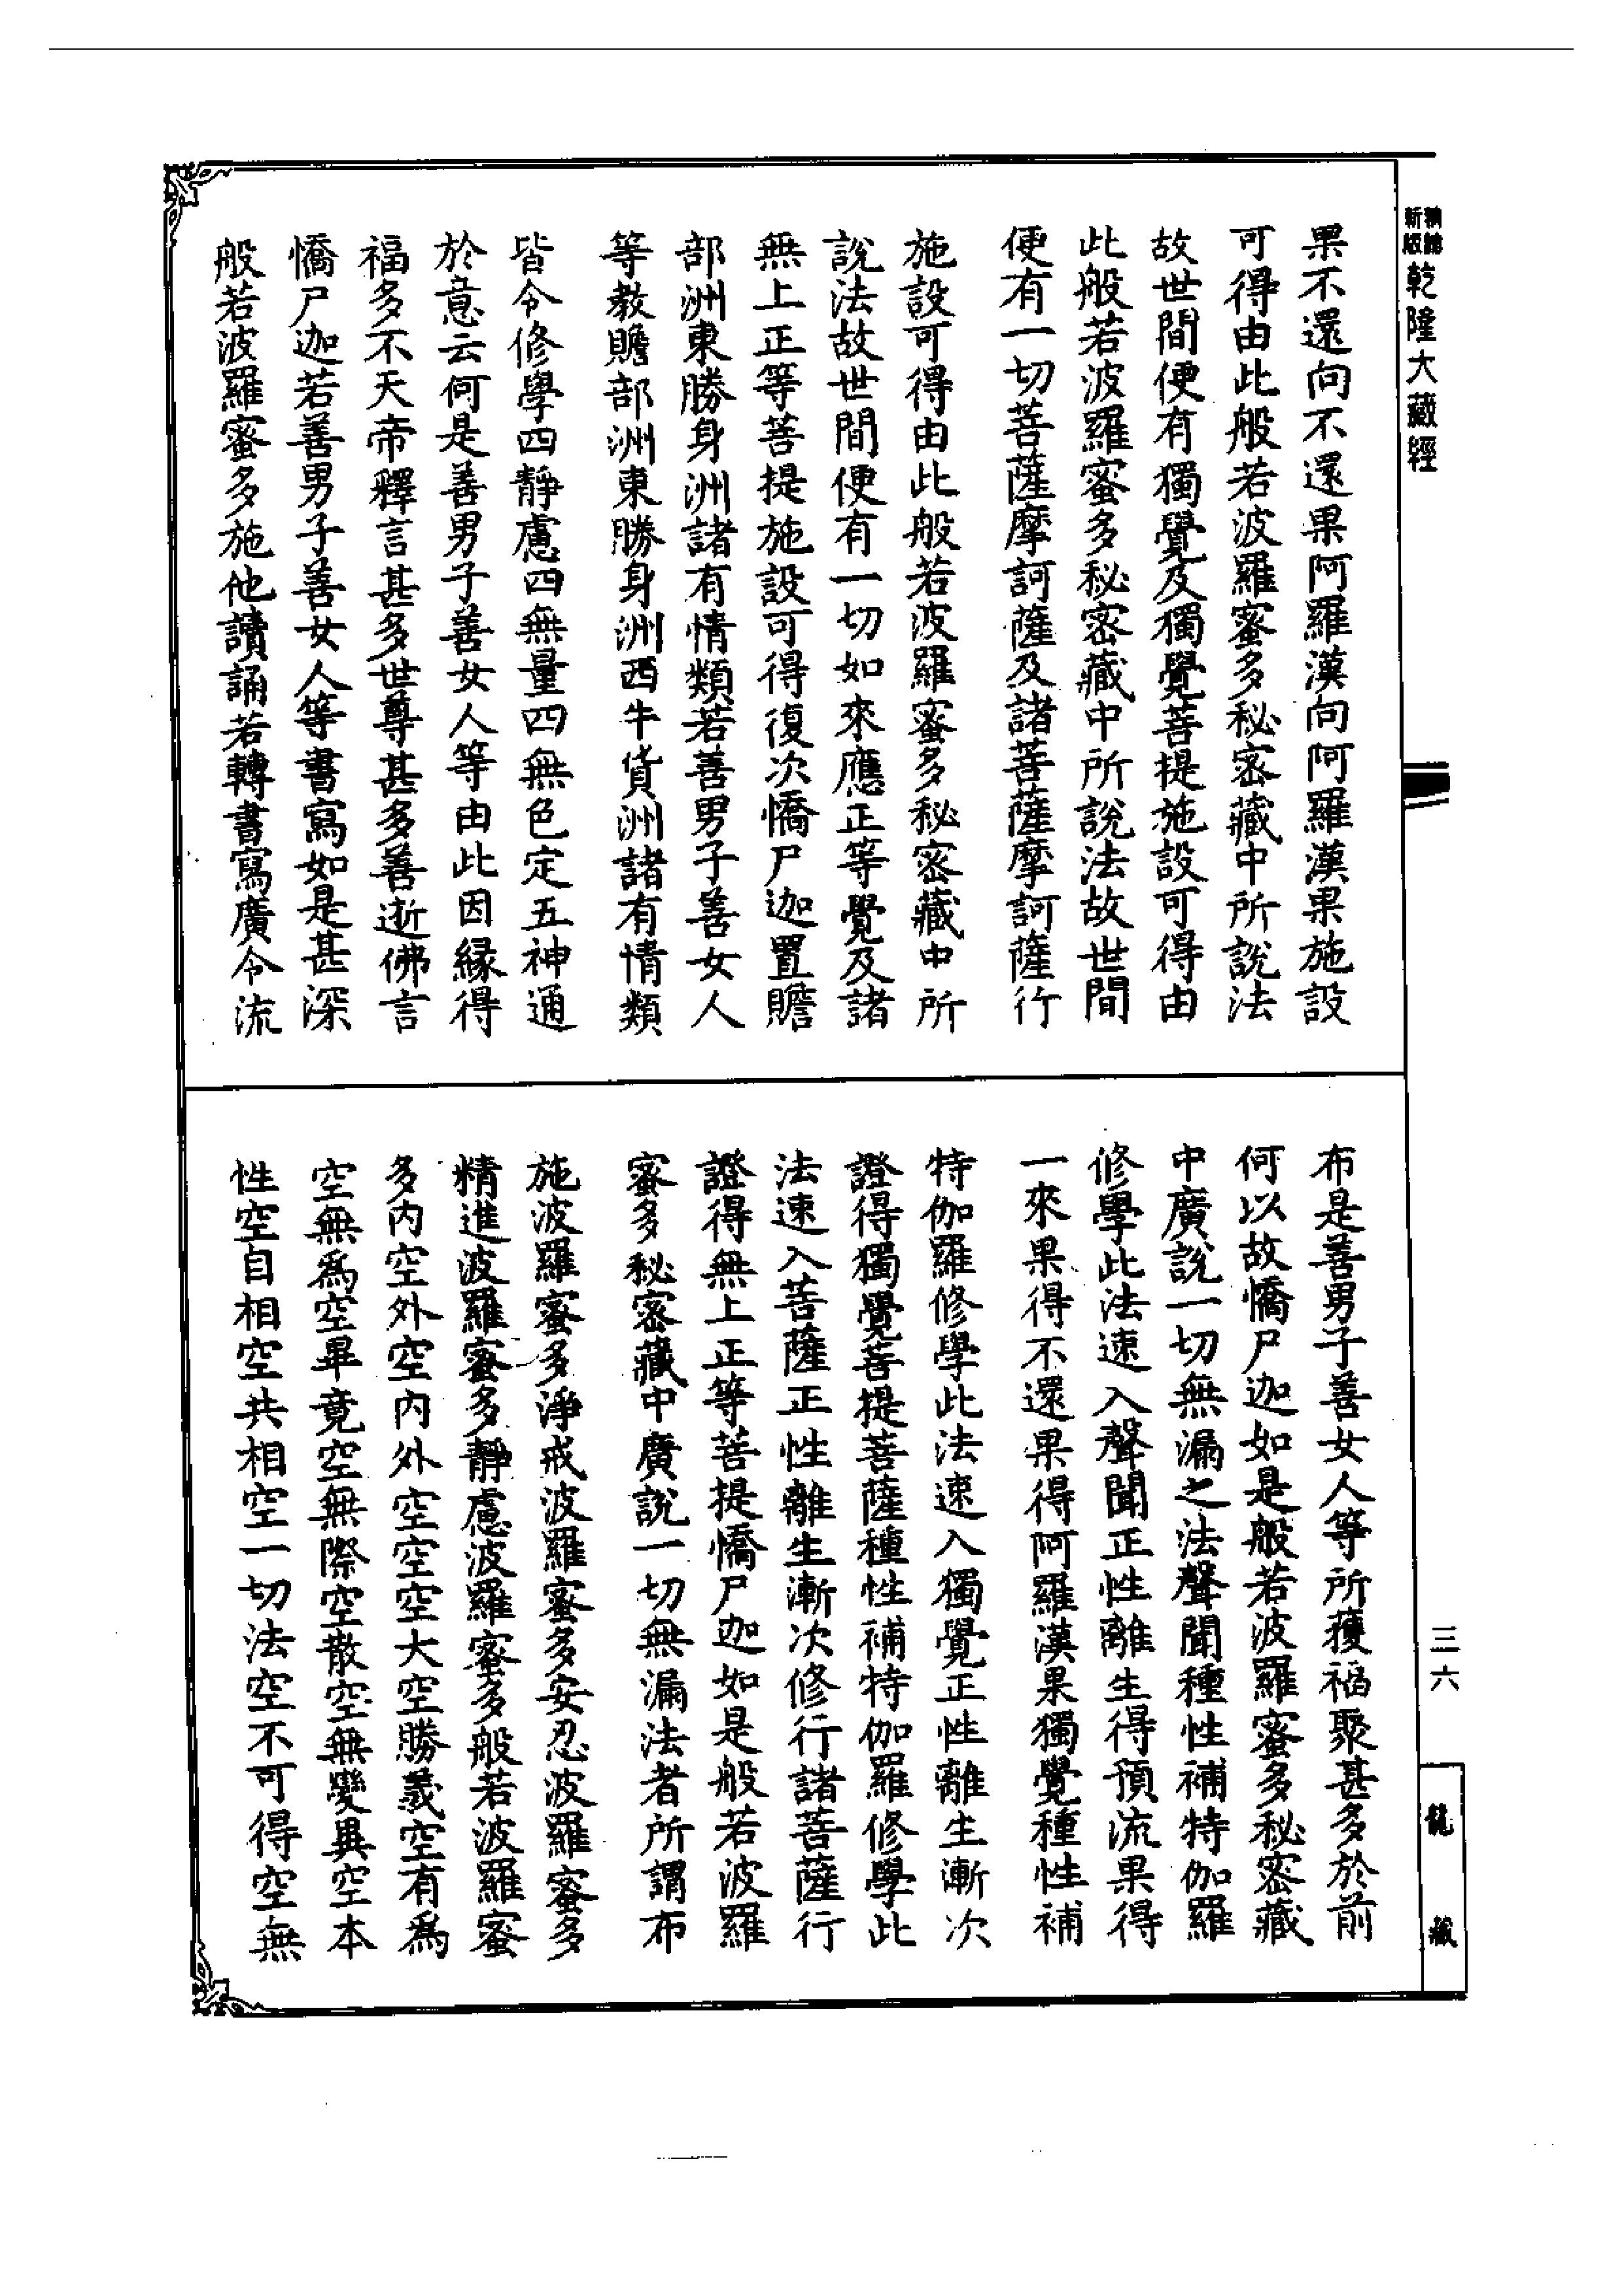 新版
乾隆大藏經
果不還向不還果阿羅漢向阿羅漢果施設
可得由此般若波羅蜜多秘密藏中所說法
故世間便有獨覺及獨覺菩提施設可得由
此般若波羅蜜多秘密藏中所說法故世間
便有一切菩薩摩訶薩及諸菩薩摩訶薩行
施設可得由此般若波羅蜜多秘密藏中所
說法故世間便有一切如來應正等覺及諸
無上正等菩提施設可得復次憍尸迦置贍
部洲東勝身洲諸有情類若善男子善女人
等教贍部洲東勝身洲西牛貨洲諸有情類
皆令修學四靜慮四無量四無色定五神通
於意云何是善男子善女人等由此因緣得
福多不天帝釋言甚多世尊甚多善逝佛言
憍尸迦若善男子善女人等書寫如是甚深
般若波羅蜜多施他讀誦若轉書寫廣令流
布是善男子善女人等所獲福聚甚多於前
何以故憍尸迦如是般若波羅蜜多秘密藏
中廣說一切無漏之法聲聞種性補特伽羅
修學此法速入聲聞正性離生得預流果得
一來果得不還果得阿羅漢果獨覺種性補
特伽羅修學此法速入獨覺正性離生漸次
證得獨覺菩提菩薩種性補特伽羅修學此
法速入菩薩正性離生漸次修行諸菩薩行
證得無上正等菩提憍尸迦如是般若波羅
蜜多秘密藏中廣說一切無漏法者所謂布
施波羅蜜多淨戒波羅蜜多安忍波羅蜜多
精進波羅蜜多靜慮波羅蜜多般若波羅蜜
多內空外空內外空空空大空勝義空有為
空無為空畢竟空無際空散空無變異空本
性空自相空共相空一切法空不可得空無
三六
龍藏